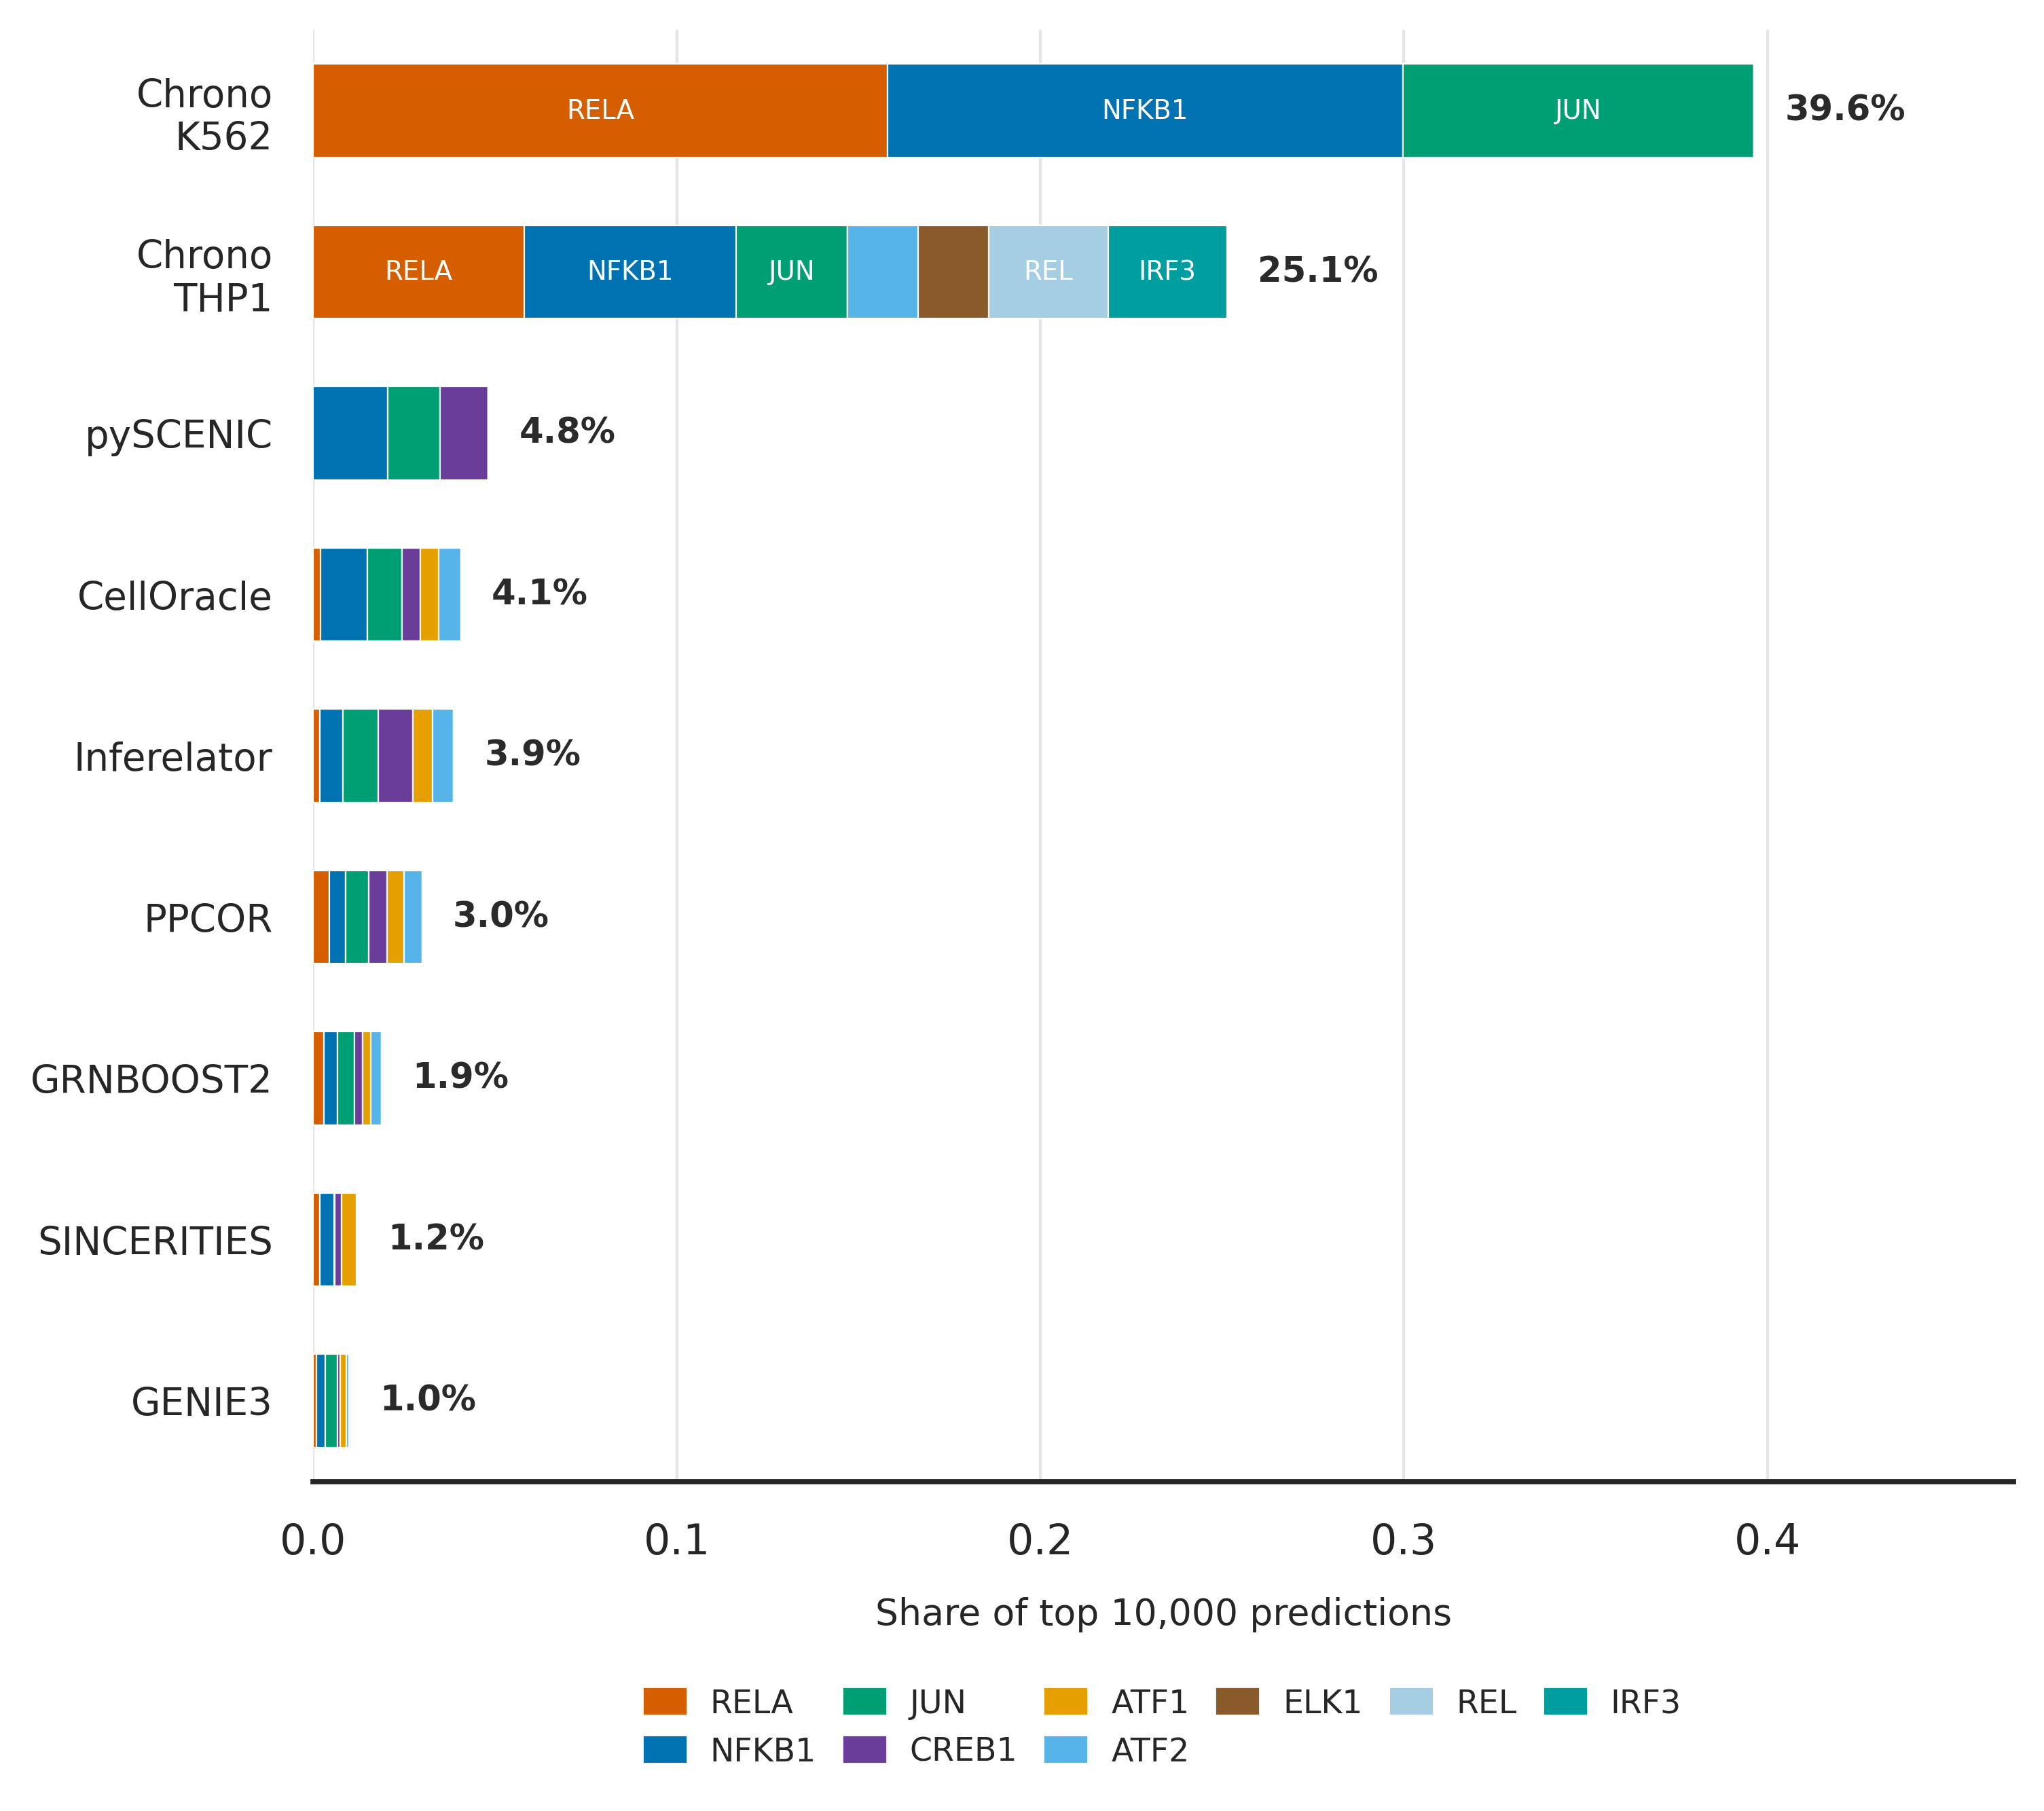 Chrono
K562
RELA
NFKB1
JUN
39.6%
Chrono
THP1
RELA
NFKB1
JUN
REL
IRF3
25.1%
pySCENIC
4.8%
CellOracle
4.1%
Inferelator
3.9%
PPCOR
3.0%
GRNBOOST2
1.9%
SINCERITIES
1.2%
GENIE3
1.0%
0.0
0.1
0.2
0.3
0.4
Share of top 10,000 predictions
RELA
JUN
ATF1
ELK1
REL
IRF3
NFKB1
CREB1
ATF2